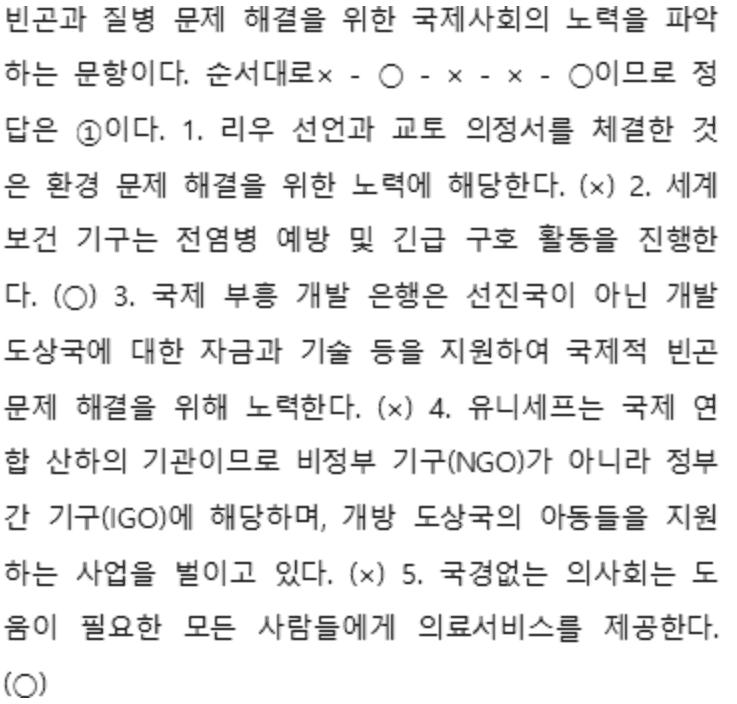 빈곤과 질병 문제 해결을 위한 국제사회의 노력을 파악
하는 문항이다. 순서대로× - ○ - × - × - ○이므로 정
답은 ①이다. 1. 리우 선언과 교토 의정서를 체결한 것
은 환경 문제 해결을 위한 노력에 해당한다. (×) 2. 세계
보건 기구는 전염병 예방 및 긴급 구호 활동을 진행한
다. (○) 3. 국제 부흥 개발 은행은 선진국이 아닌 개발
도상국에 대한 자금과 기술 등을 지원하여 국제적 빈곤
문제 해결을 위해 노력한다. (×) 4. 유니세프는 국제 연
합 산하의 기관이므로 비정부 기구(NGO)가 아니라 정부
간 기구(IGO)에 해당하며, 개방 도상국의 아동들을 지원
하는 사업을 벌이고 있다. (×) 5. 국경없는 의사회는 도
움이 필요한 모든 사람들에게 의료서비스를 제공한다.
(○)